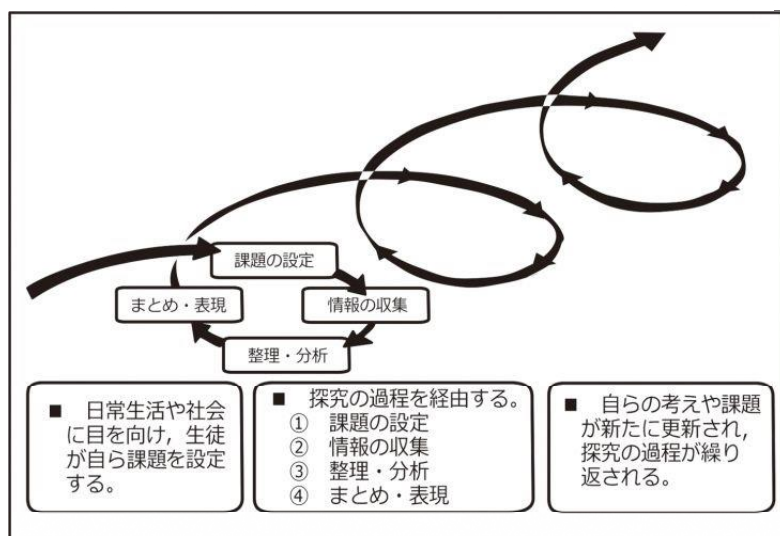 課題の設定
まとめ・表現
情報の収集
整理・分析
■ 日常生活や社会
に目を向け，生徒
が自ら課題を設定
する。
■ 探究の過程を経由する。
① 課題の設定
② 情報の収集
③ 整理・分析
④ まとめ・表現
■ 自らの考えや課題
が新たに更新され，
探究の過程が繰り
返される。